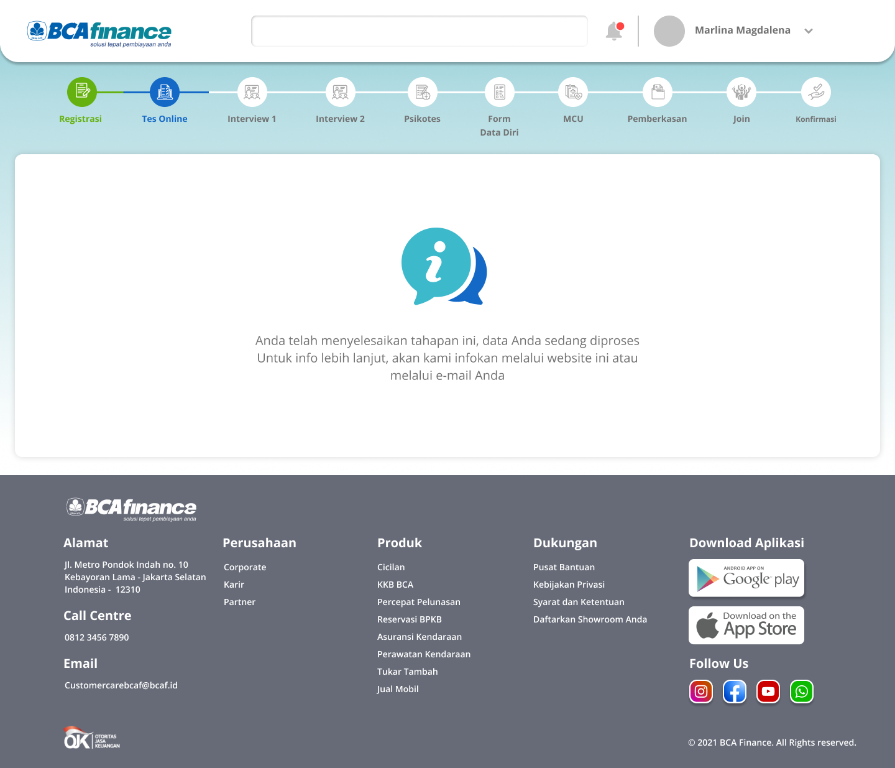 BCA finance
solusi tepat pembiayaan anda
Marlina Magdalena
Registrasi
Tes Online
Interview 1
Interview 2
Psikotes
Form
Data Diri
MCU
Pemberkasan
Join
Konfirmasi
i
Anda telah menyelesaikan tahapan ini, data Anda sedang diproses
Untuk info lebih lanjut, akan kami infokan melalui website ini atau
melalui e-mail Anda
BCA finance
solusi tepat pembiayaan anda
Alamat
Jl. Metro Pondok Indah no. 10
Kebayoran Lama - Jakarta Selatan
Indonesia - 12310
Call Centre
0812 3456 7890
Email
Customercarebcaf@bcaf.id
Perusahaan
Corporate
Karir
Partner
Produk
Cicilan
KKB BCA
Percepat Pelunasan
Reservasi BPKB
Asuransi Kendaraan
Perawatan Kendaraan
Tukar Tambah
Jual Mobil
Dukungan
Pusat Bantuan
Kebijakan Privasi
Syarat dan Ketentuan
Daftarkan Showroom Anda
Download Aplikasi
ANDROID APP ON
Google play
Download on the
App Store
Follow Us
OJK
OTORITAS
JASA
KEUANGAN
© 2021 BCA Finance. All Rights reserved.